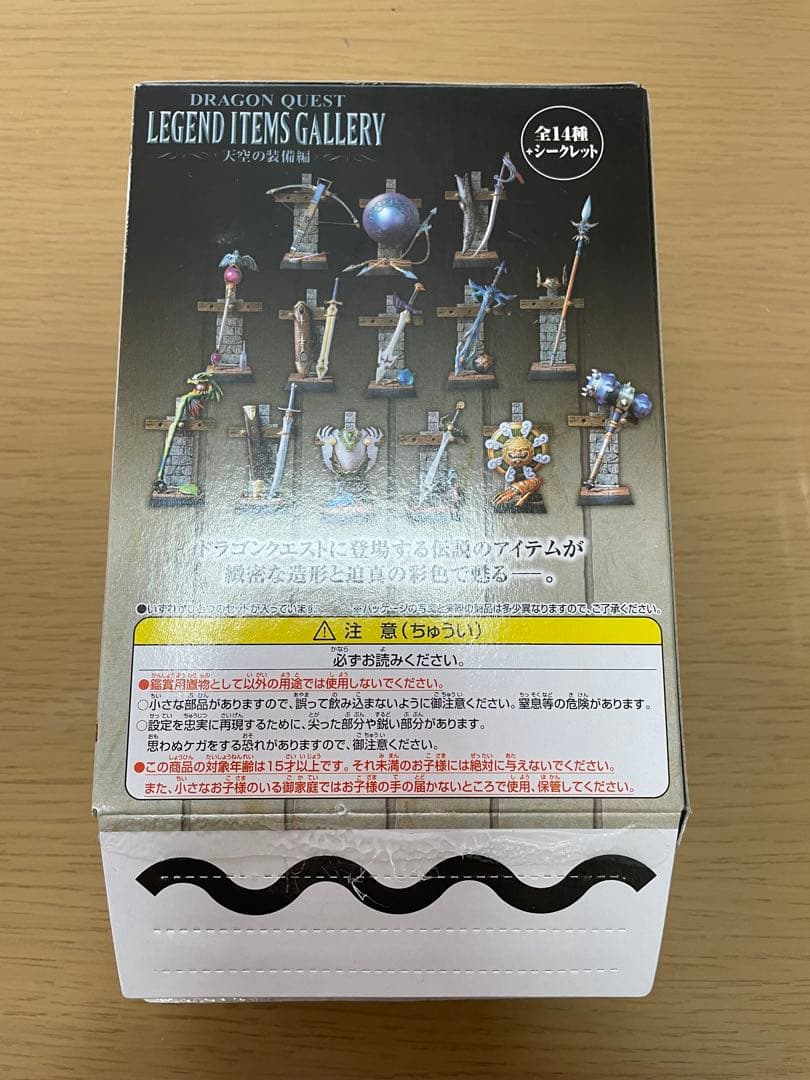 DRAGON QUEST
LEGEND ITEMS GALLERY
天空の装備編
全14種
+シークレット
ドラゴンクエストに登場する伝説のアイテムが
緻密な造形と迫真の彩色で甦る──。
●いずれかひとつのセットが入っています。 ※パッケージの写真と実際の商品は多少異なりますので、ご了承ください。
⚠ 注 意(ちゅうい)
必ずお読みください。
●鑑賞用置物として以外の用途では使用しないでください。
○小さな部品がありますので、誤って飲み込まないように御注意ください。窒息等の危険があります。
○設定を忠実に再現するために、尖った部分や鋭い部分があります。
思わぬケガをする恐れがありますので、御注意ください。
●この商品の対象年齢は15才以上です。それ未満のお子様には絶対に与えないでください。
また、小さなお子様のいる御家庭ではお子様の手の届かないところで使用、保管してください。